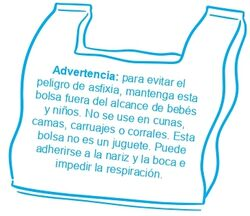 Advertencia: para evitar el
peligro de asfixia, mantenga esta
bolsa fuera del alcance de bebés
y niños. No se use en cunas,
camas, carruajes o corrales. Esta
bolsa no es un juguete. Puede
adherirse a la nariz y la boca e
impedir la respiración.